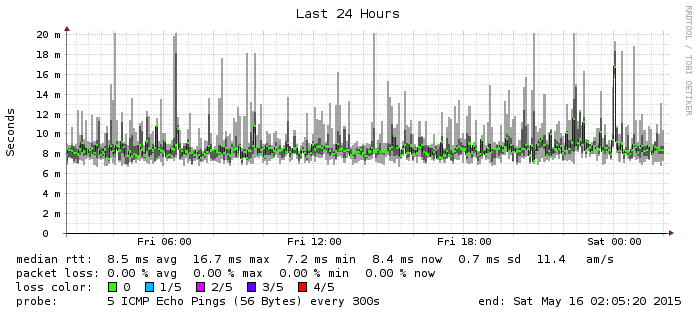 Last 24 Hours
RRDTOOL / TOBI OETIKER
Seconds
20 m
18 m
16 m
14 m
12 m
10 m
8 m
6 m
4 m
2 m
0
Fri 06:00 Fri 12:00 Fri 18:00 Sat 00:00
median rtt: 8.5 ms avg 16.7 ms max 7.2 ms min 8.4 ms now 0.7 ms sd 11.4 am/s
packet loss: 0.00 % avg 0.00 % max 0.00 % min 0.00 % now
loss color: 0 1/5 2/5 3/5 4/5
probe: 5 ICMP Echo Pings (56 Bytes) every 300s end: Sat May 16 02:05:20 2015